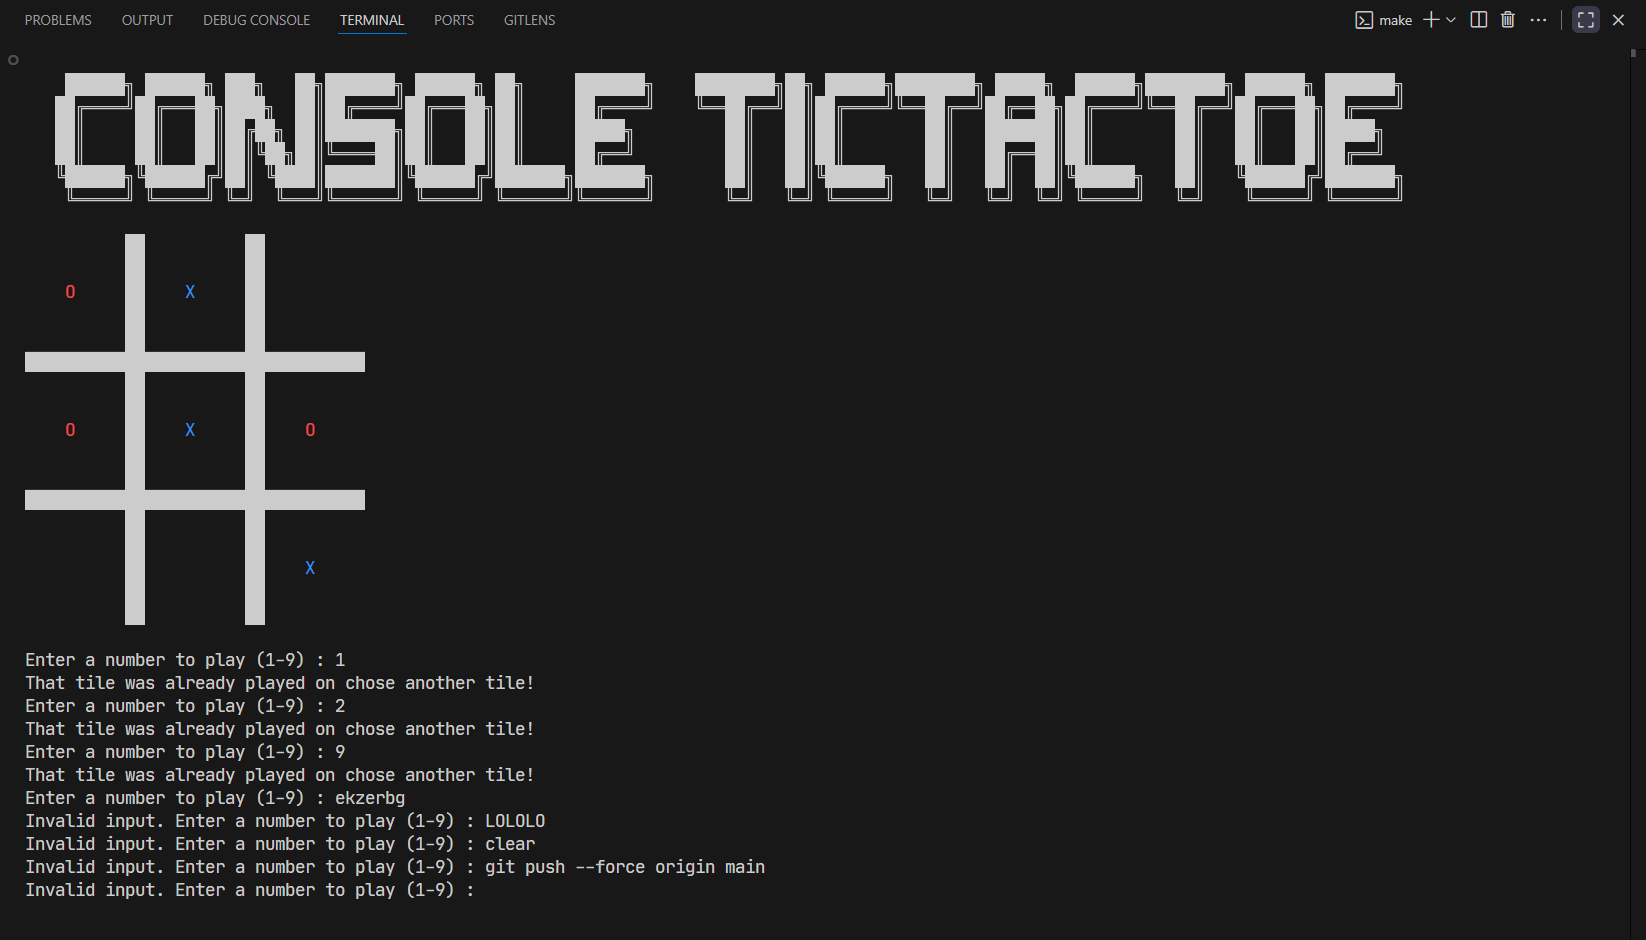 PROBLEMS OUTPUT DEBUG CONSOLE TERMINAL PORTS GITLENS make
CONSOLE TICTACTOE
O X
O X O
X
Enter a number to play (1-9) : 1
That tile was already played on chose another tile!
Enter a number to play (1-9) : 2
That tile was already played on chose another tile!
Enter a number to play (1-9) : 9
That tile was already played on chose another tile!
Enter a number to play (1-9) : ekzerbg
Invalid input. Enter a number to play (1-9) : LOLOLO
Invalid input. Enter a number to play (1-9) : clear
Invalid input. Enter a number to play (1-9) : git push --force origin main
Invalid input. Enter a number to play (1-9) :